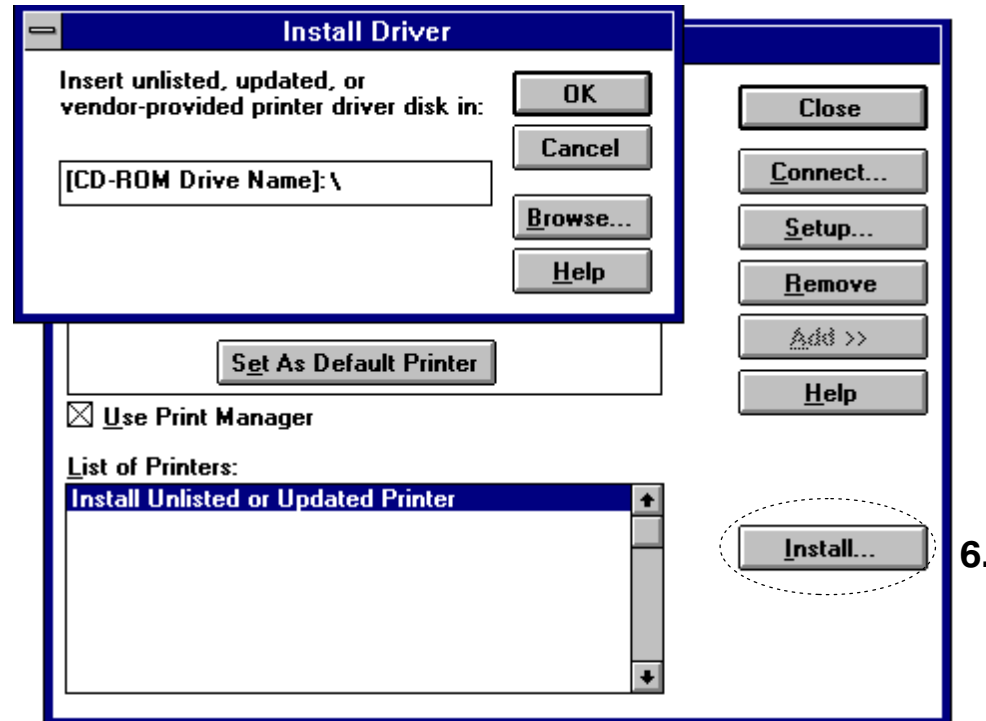 Install Driver
Insert unlisted, updated, or
vendor-provided printer driver disk in:
[CD-ROM Drive Name]: \
OK
Cancel
Browse...
Help
Close
Connect...
Setup...
Remove
Add >>
Help
Set As Default Printer
Use Print Manager
List of Printers:
Install Unlisted or Updated Printer
Install...
6.